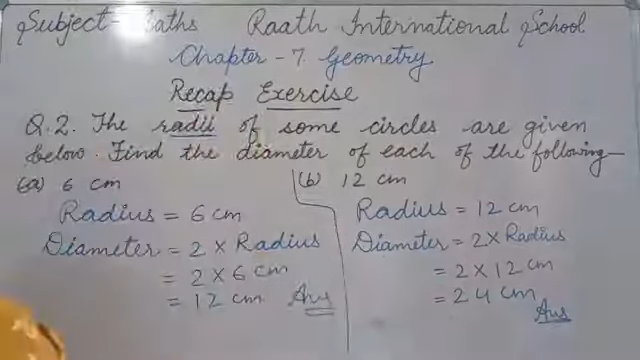 Subject- Maths Raath International School
Chapter - 7 Geometry
Recap Exercise
Q.2. The radii of some circles are given
below. Find the diameter of each of the following—
(a) 6 cm
Radius = 6 cm
Diameter = 2 × Radius
= 2 × 6 cm
= 12 cm Ans
(b) 12 cm
Radius = 12 cm
Diameter = 2 × Radius
= 2 × 12 cm
= 24 cm
Ans